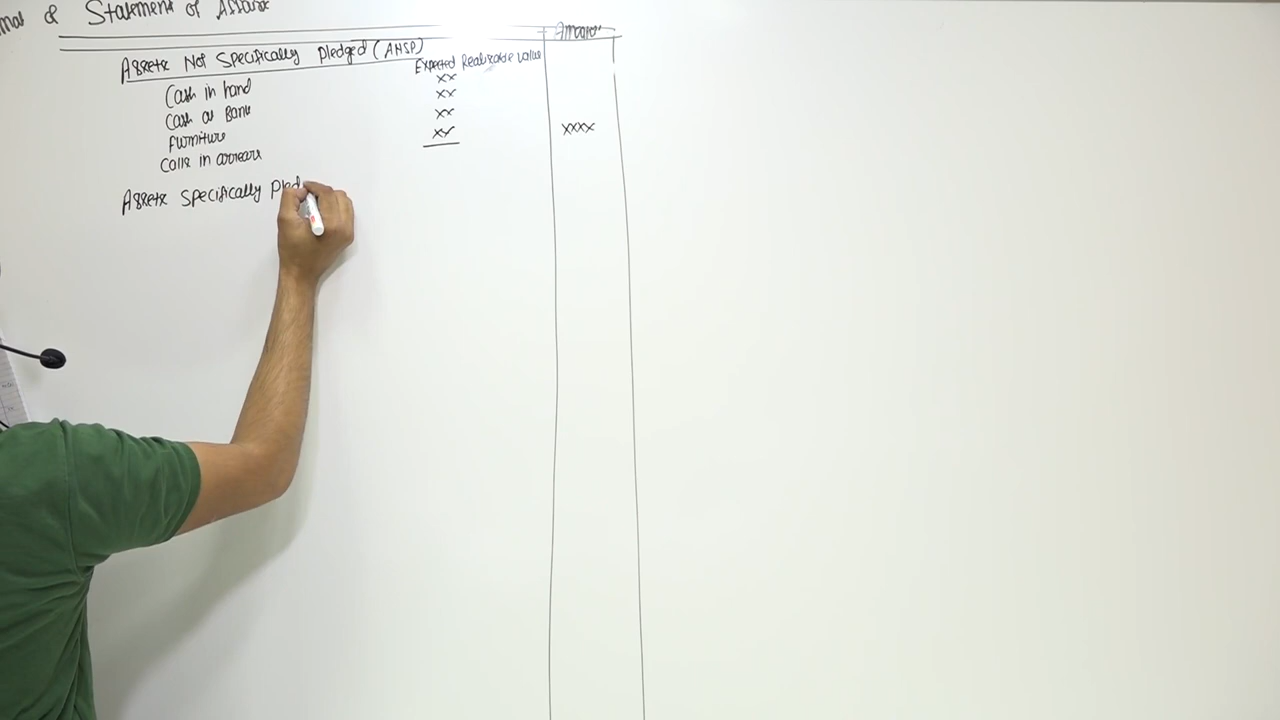 & Statement of Affairs
Amount
Assets Not Specifically Pledged (ANSP)
Expected Realisable value
Cash in hand xx
Cash at Bank xx
Furniture xx
Calls in arrears xx xxxx
Assets Specifically Pled